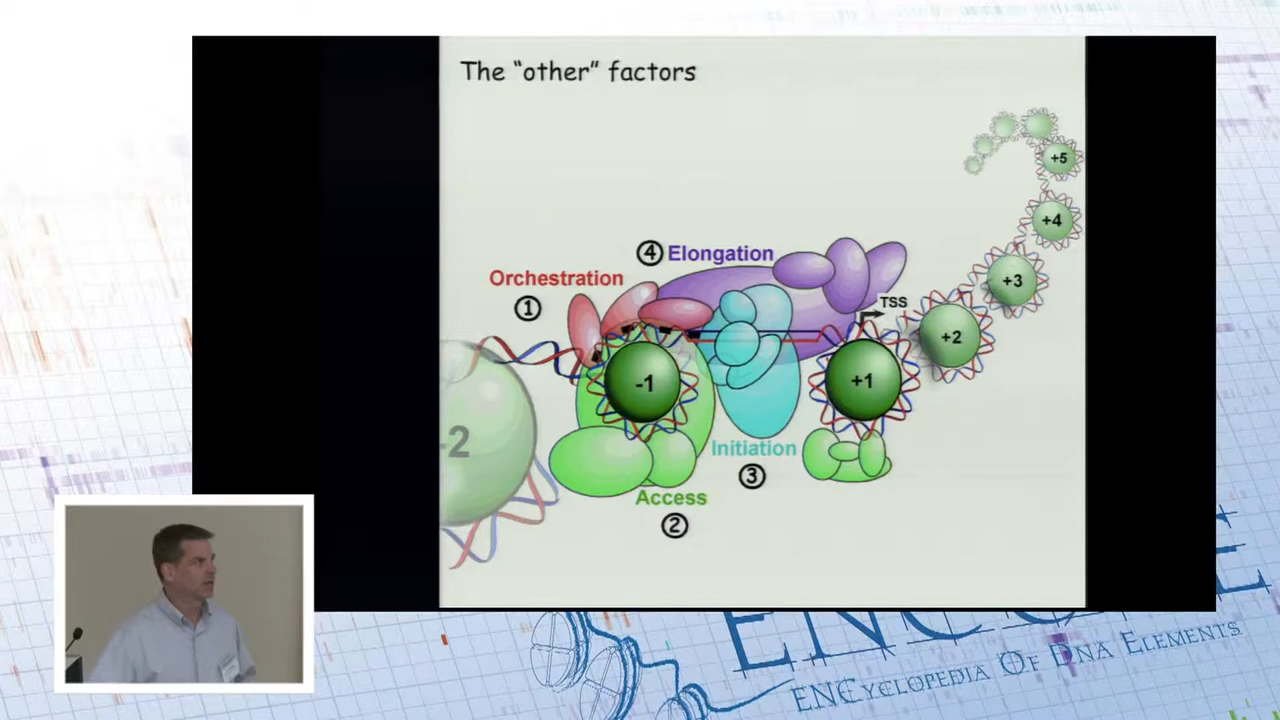 The “other” factors
+5
+4
④ Elongation
Orchestration
①
+3
TSS
+2
-1
+1
-2
Initiation
③
Access
②
ENCODE
ENCYCLOPEDIA OF DNA ELEMENTS